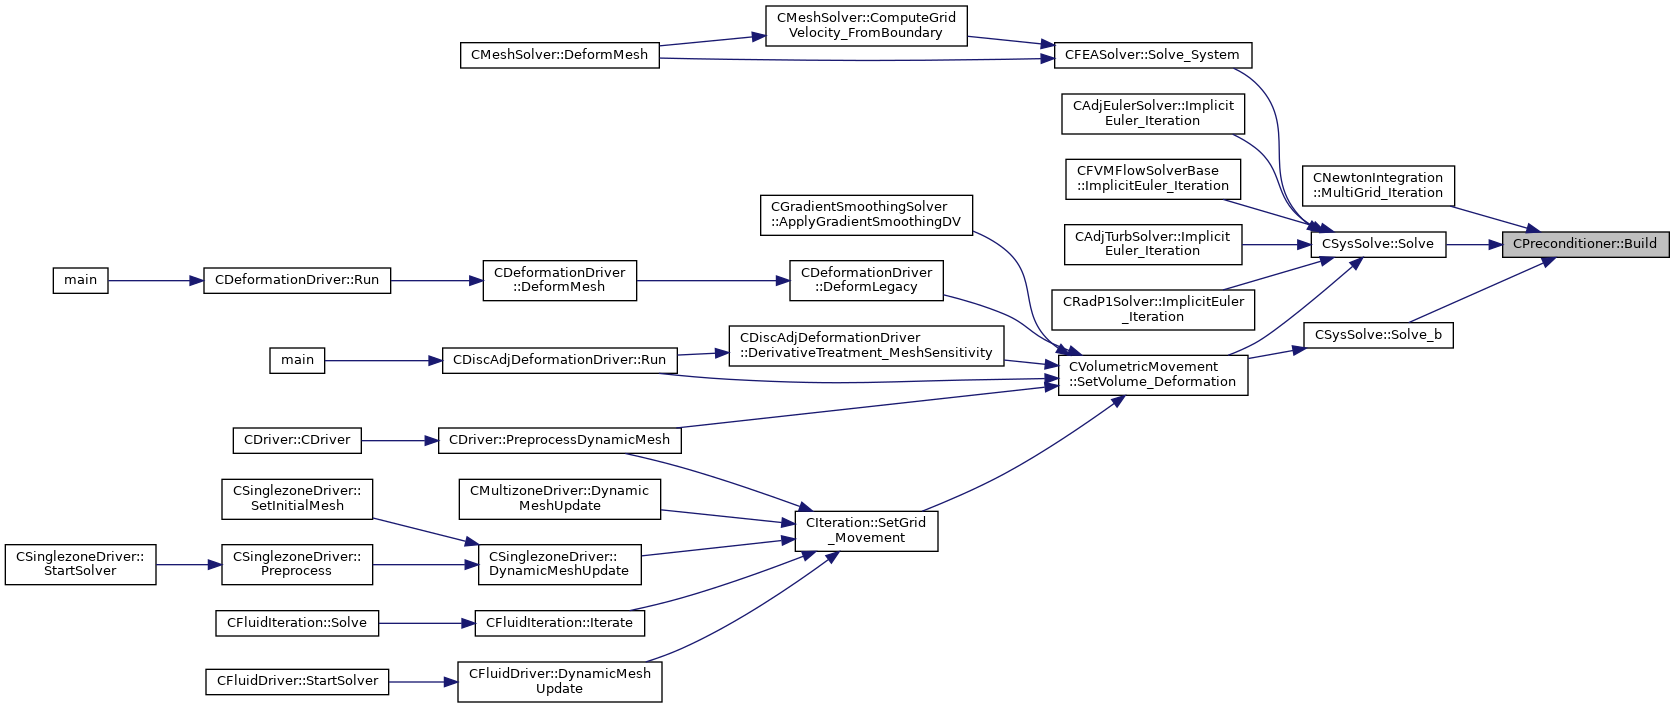 CMeshSolver::ComputeGrid
Velocity_FromBoundary
CMeshSolver::DeformMesh
CFEASolver::Solve_System
CAdjEulerSolver::Implicit
Euler_Iteration
CFVMFlowSolverBase
::ImplicitEuler_Iteration
CNewtonIntegration
::MultiGrid_Iteration
CGradientSmoothingSolver
::ApplyGradientSmoothingDV
CAdjTurbSolver::Implicit
Euler_Iteration
CSysSolve::Solve
CPreconditioner::Build
main
CDeformationDriver::Run
CDeformationDriver
::DeformMesh
CDeformationDriver
::DeformLegacy
CRadP1Solver::ImplicitEuler
_Iteration
CSysSolve::Solve_b
main
CDiscAdjDeformationDriver::Run
CDiscAdjDeformationDriver
::DerivativeTreatment_MeshSensitivity
CVolumetricMovement
::SetVolume_Deformation
CDriver::CDriver
CDriver::PreprocessDynamicMesh
CSinglezoneDriver::
SetInitialMesh
CMultizoneDriver::Dynamic
MeshUpdate
CIteration::SetGrid
_Movement
CSinglezoneDriver::
StartSolver
CSinglezoneDriver::
Preprocess
CSinglezoneDriver::
DynamicMeshUpdate
CFluidIteration::Solve
CFluidIteration::Iterate
CFluidDriver::StartSolver
CFluidDriver::DynamicMesh
Update